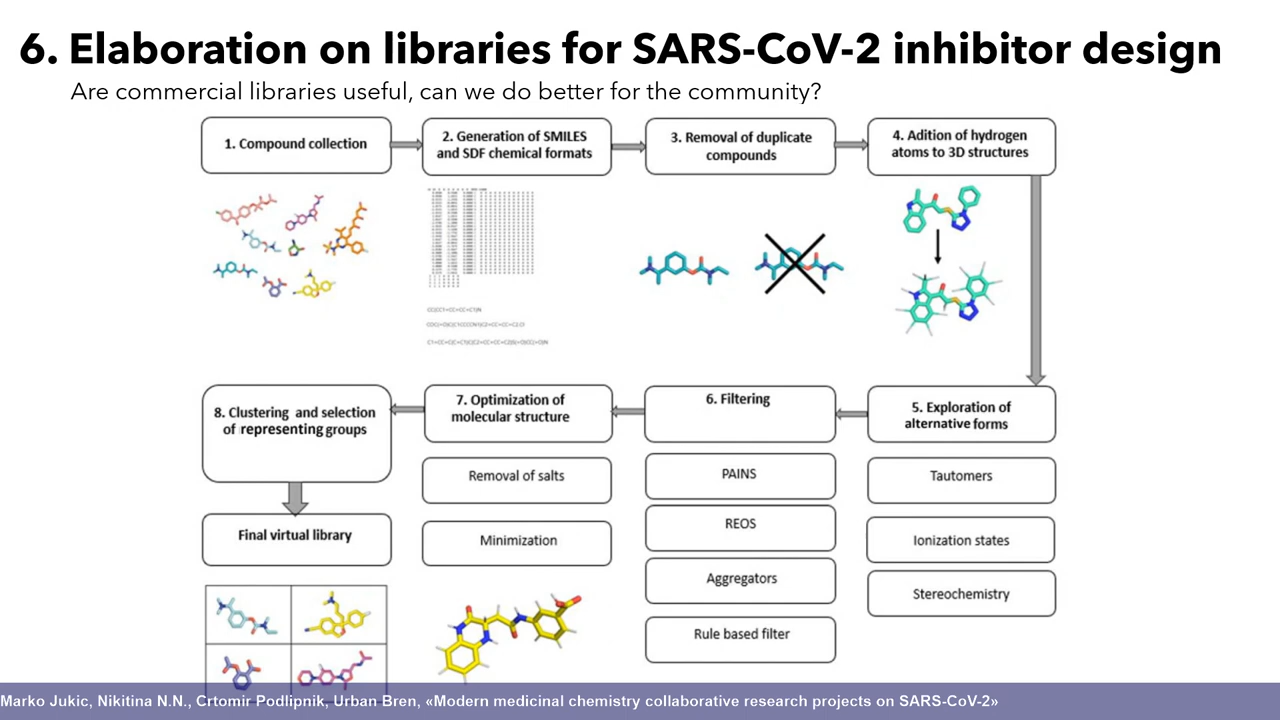 6. Elaboration on libraries for SARS-CoV-2 inhibitor design
Are commercial libraries useful, can we do better for the community?
1. Compound collection
2. Generation of SMILES
and SDF chemical formats
3. Removal of duplicate
compounds
4. Adition of hydrogen
atoms to 3D structures
8. Clustering and selection
of representing groups
7. Optimization of
molecular structure
6. Filtering
5. Exploration of
alternative forms
Removal of salts
PAINS
Tautomers
REOS
Final virtual library
Minimization
Ionization states
Aggregators
Stereochemistry
Rule based filter
Marko Jukic, Nikitina N.N., Crtomir Podlipnik, Urban Bren, «Modern medicinal chemistry collaborative research projects on SARS-CoV-2»